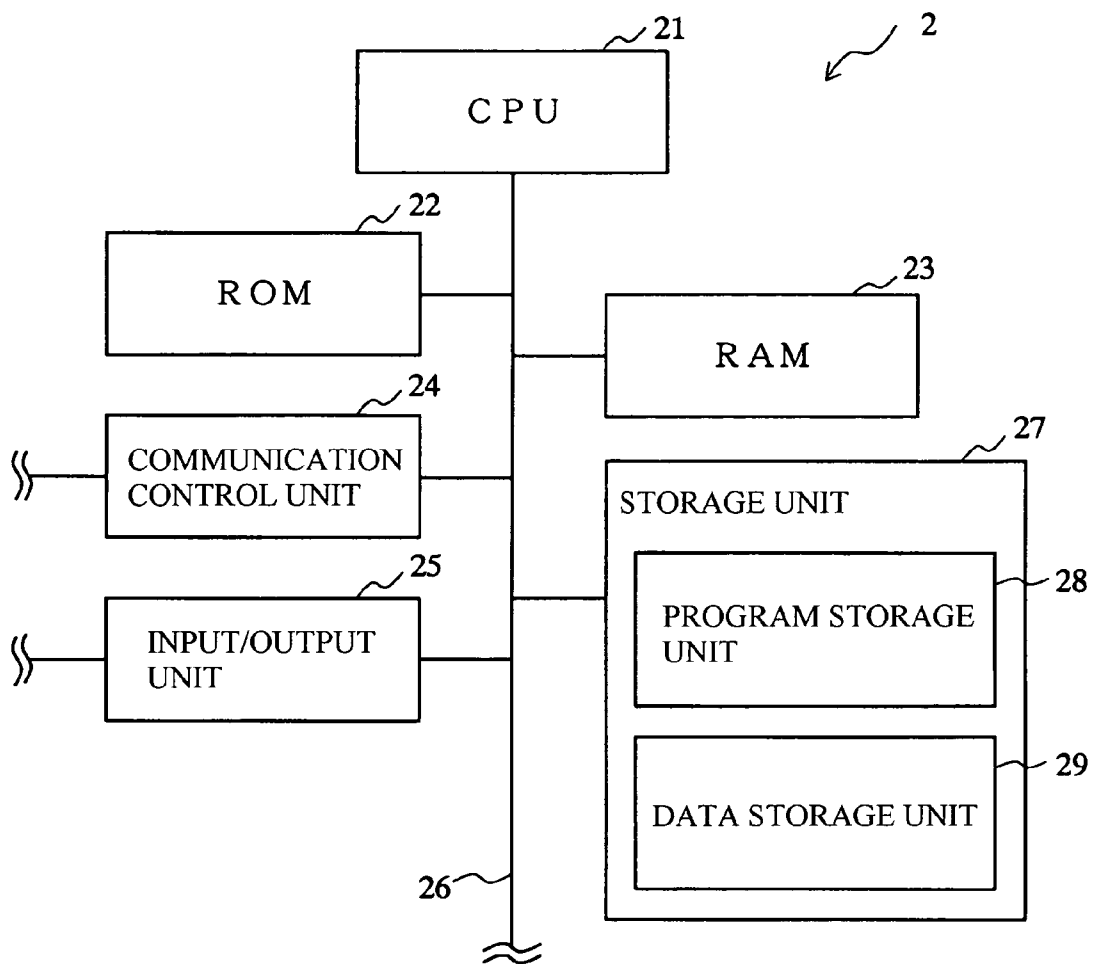 2
21
CPU
22
ROM
23
RAM
24
COMMUNICATION
CONTROL UNIT
25
INPUT/OUTPUT
UNIT
26
27
STORAGE UNIT
28
PROGRAM STORAGE
UNIT
29
DATA STORAGE UNIT